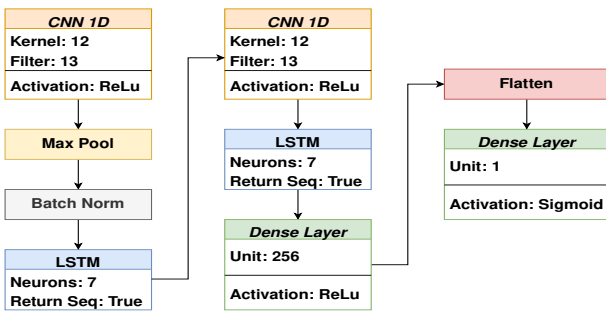 CNN 1D
Kernel: 12
Filter: 13
Activation: ReLu
Max Pool
Batch Norm
LSTM
Neurons: 7
Return Seq: True
CNN 1D
Kernel: 12
Filter: 13
Activation: ReLu
LSTM
Neurons: 7
Return Seq: True
Dense Layer
Unit: 256
Activation: ReLu
Flatten
Dense Layer
Unit: 1
Activation: Sigmoid